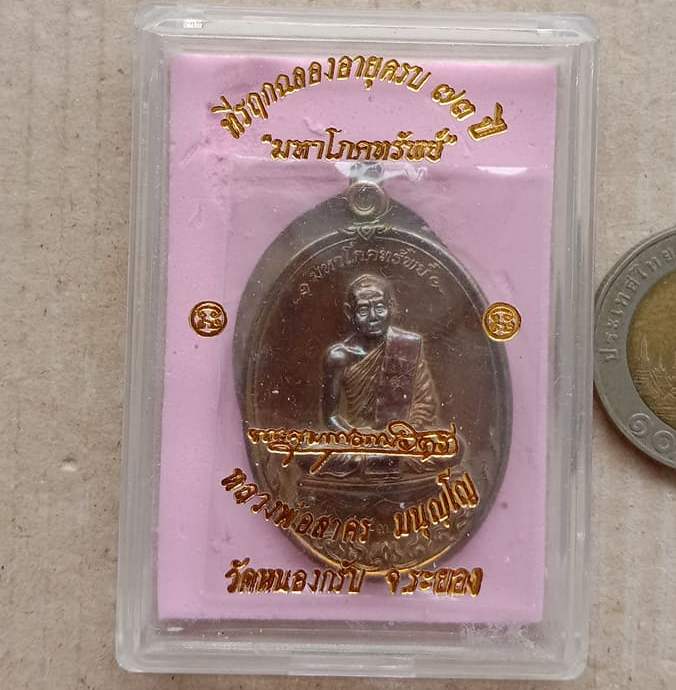 ที่รฤกฉลองอายุครบ ๗๓ ปี
"มหาโภคทรัพย์"
มหาโภคทรัพย์
หลวงพ่อสาคร มนุญฺโญ
วัดหนองกรับ จ.ระยอง
ประเทศไทย
๑๐